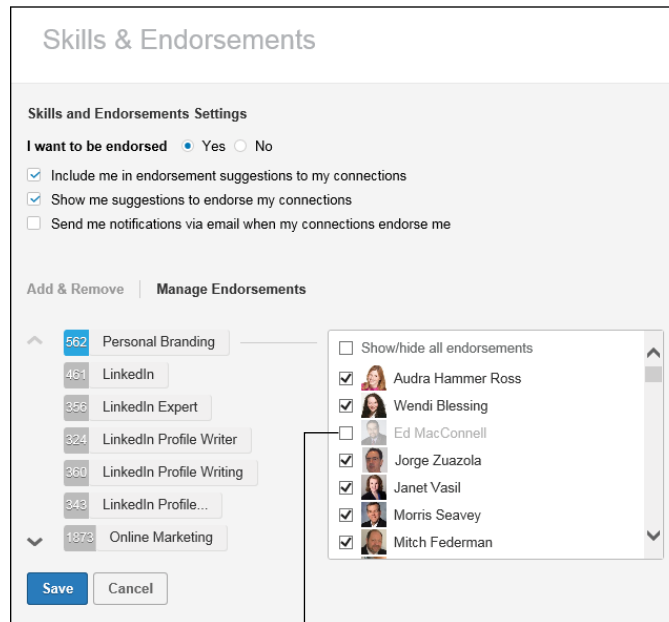 Skills & Endorsements
Skills and Endorsements Settings
I want to be endorsed Yes No
Include me in endorsement suggestions to my connections
Show me suggestions to endorse my connections
Send me notifications via email when my connections endorse me
Add & Remove Manage Endorsements
562 Personal Branding
461 LinkedIn
356 LinkedIn Expert
324 LinkedIn Profile Writer
360 LinkedIn Profile Writing
343 LinkedIn Profile...
1873 Online Marketing
Show/hide all endorsements
Audra Hammer Ross
Wendi Blessing
Ed MacConnell
Jorge Zuazola
Janet Vasil
Morris Seavey
Mitch Federman
Save Cancel